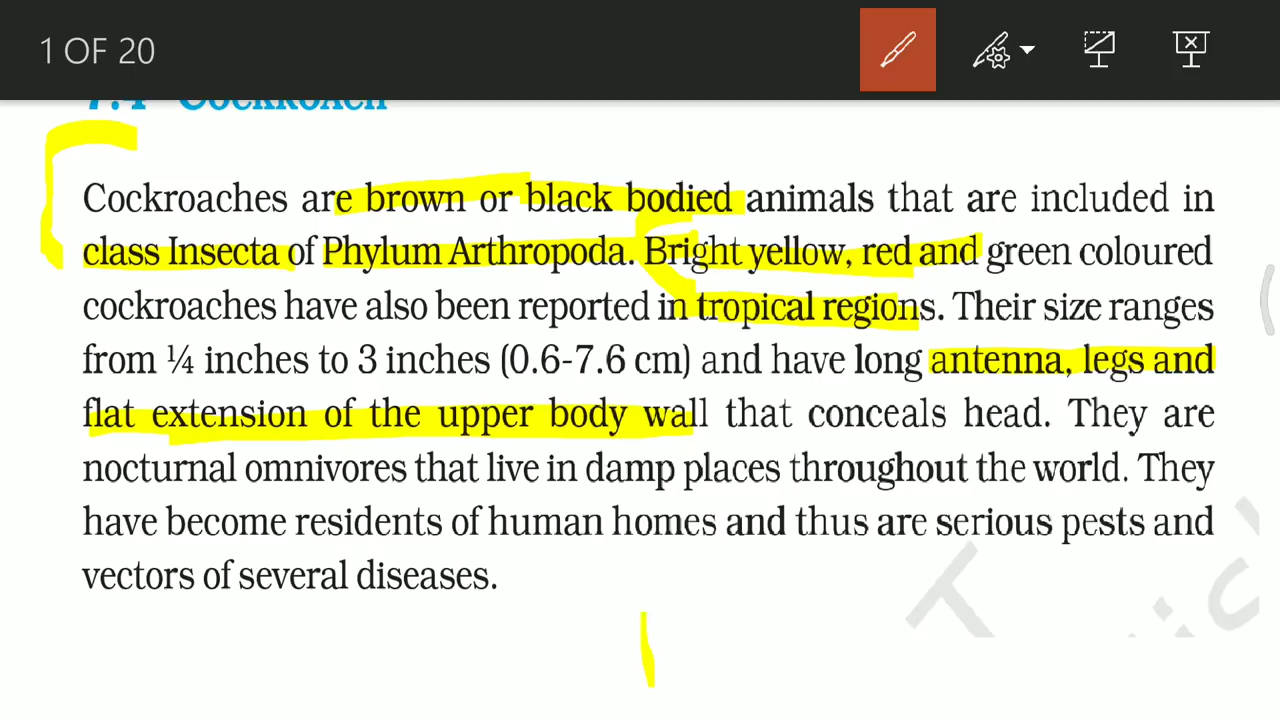 1 OF 20
7.4 COCKROACH
Cockroaches are brown or black bodied animals that are included in
class Insecta of Phylum Arthropoda. Bright yellow, red and green coloured
cockroaches have also been reported in tropical regions. Their size ranges
from ¼ inches to 3 inches (0.6-7.6 cm) and have long antenna, legs and
flat extension of the upper body wall that conceals head. They are
nocturnal omnivores that live in damp places throughout the world. They
have become residents of human homes and thus are serious pests and
vectors of several diseases.